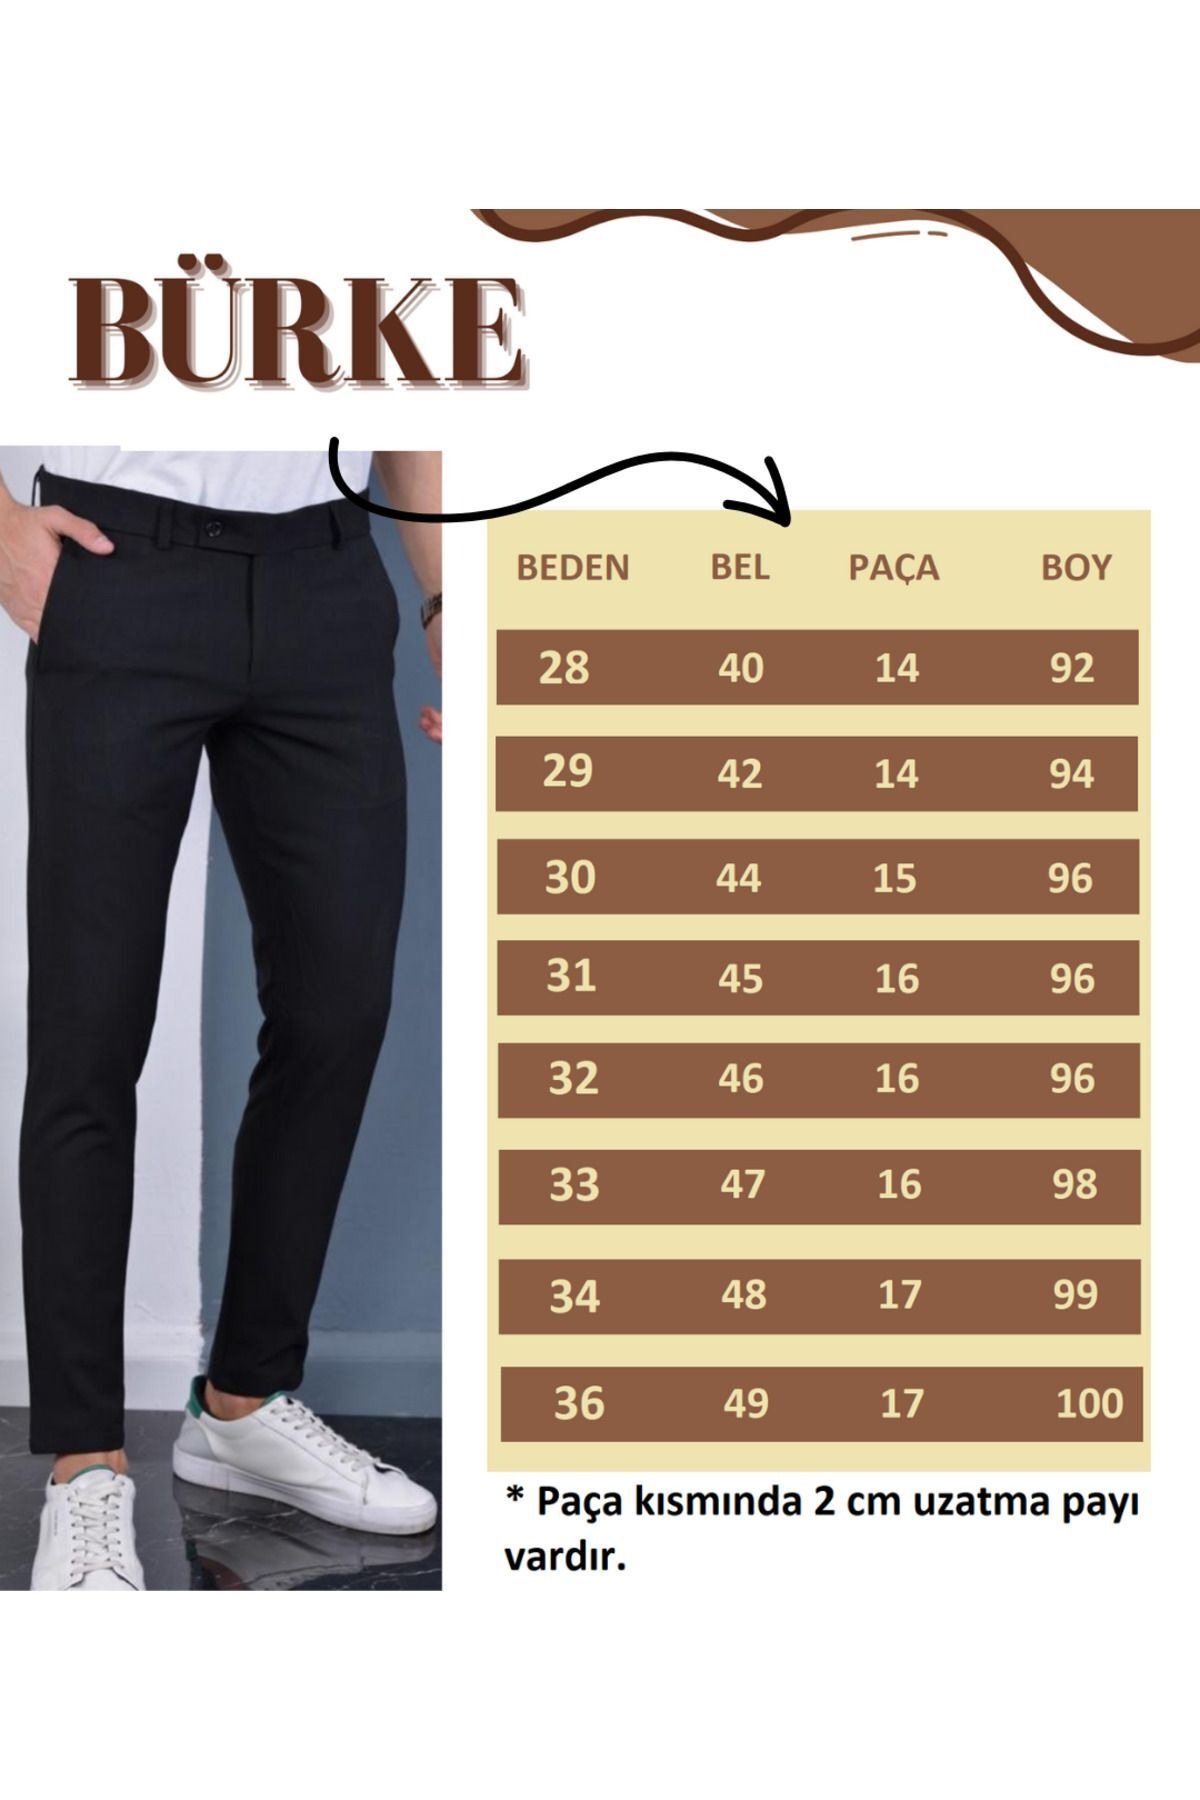 BÜRKE
BEDEN BEL PAÇA BOY
28 40 14 92
29 42 14 94
30 44 15 96
31 45 16 96
32 46 16 96
33 47 16 98
34 48 17 99
36 49 17 100
* Paça kısmında 2 cm uzatma payı
vardır.